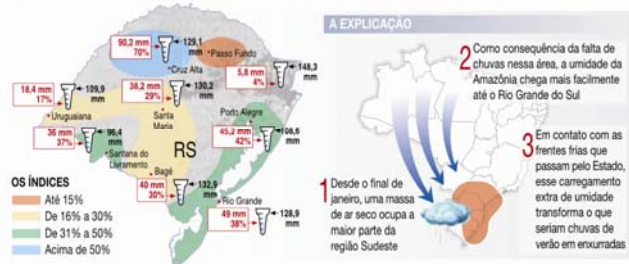 90,2 mm
70%
129,1
mm
Passo Fundo
Cruz Alta
5,8 mm
4%
148,3
mm
18,4 mm
17%
109,9
mm
38,2 mm
29%
130,2
mm
Uruguaiana
Santa
Maria
Porto Alegre
36 mm
37%
96,4
mm
45,2 mm
42%
108,6
mm
Santana do
Livramento
RS
Bagé
40 mm
30%
132,9
mm
Rio Grande
49 mm
38%
128,9
mm
OS ÍNDICES
Até 15%
De 16% a 30%
De 31% a 50%
Acima de 50%
A EXPLICAÇÃO
1 Desde o final de
janeiro, uma massa
de ar seco ocupa a
maior parte da
região Sudeste
2 Como consequência da falta de
chuvas nessa área, a umidade da
Amazônia chega mais facilmente
até o Rio Grande do Sul
3 Em contato com as
frentes frias que
passam pelo Estado,
esse carregamento
extra de umidade
transforma o que
seriam chuvas de
verão em enxurradas